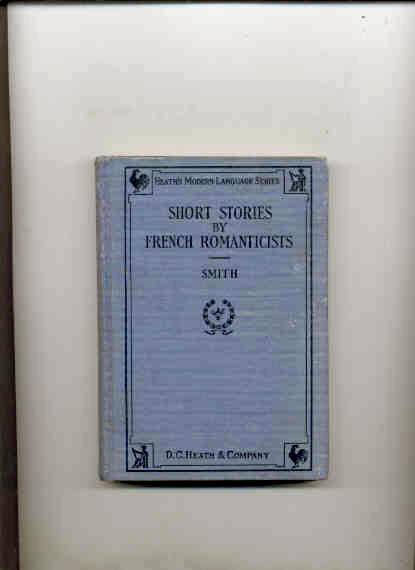 HEATH'S MODERN LANGUAGE SERIES
SHORT STORIES
BY
FRENCH ROMANTICISTS
SMITH
D.C. HEATH & COMPANY